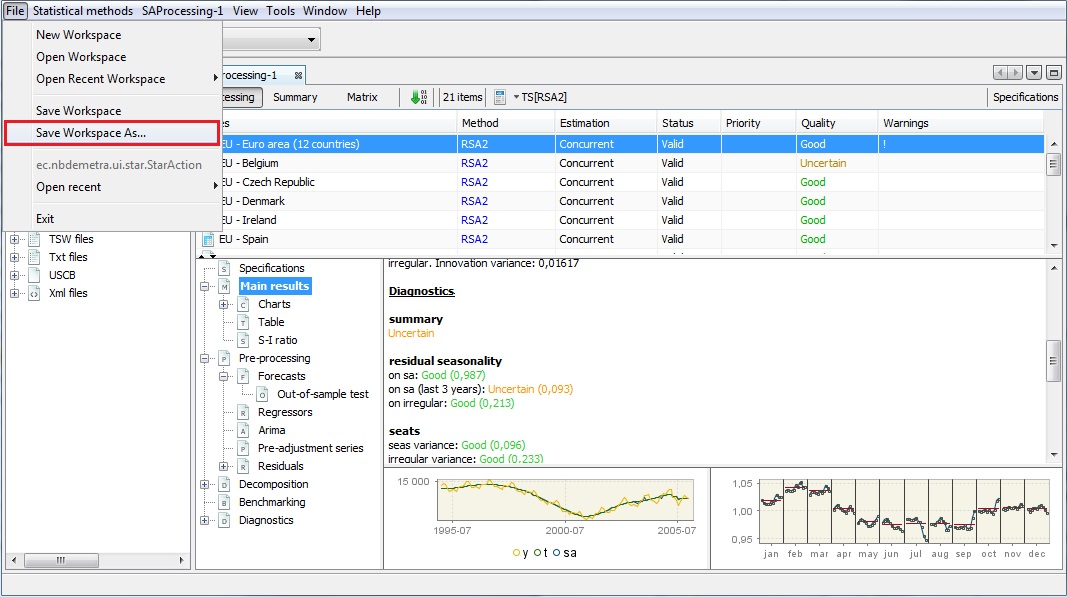 File Statistical methods SAProcessing-1 View Tools Window Help
New Workspace
Open Workspace
Open Recent Workspace
Save Workspace
Save Workspace As...
ec.nbdemetra.ui.star.StarAction
Open recent
Exit
TSW files
Txt files
USCB
Xml files
rocessing-1
essing Summary Matrix 21 items TS[RSA2] Specifications
es Method Estimation Status Priority Quality Warnings
EU - Euro area (12 countries) RSA2 Concurrent Valid Good !
EU - Belgium RSA2 Concurrent Valid Uncertain
EU - Czech Republic RSA2 Concurrent Valid Good
EU - Denmark RSA2 Concurrent Valid Good
EU - Ireland RSA2 Concurrent Valid Good
EU - Spain RSA2 Concurrent Valid Good
S Specifications
M Main results
C Charts
T Table
S S-I ratio
P Pre-processing
F Forecasts
O Out-of-sample test
R Regressors
A Arima
P Pre-adjustment series
R Residuals
D Decomposition
B Benchmarking
D Diagnostics
irregular. Innovation variance: 0,01617
Diagnostics
summary
Uncertain
residual seasonality
on sa: Good (0,987)
on sa (last 3 years): Uncertain (0,093)
on irregular: Good (0,213)
seats
seas variance: Good (0,096)
irregular variance: Good (0.233)
15 000
1995-07 2000-07 2005-07
y t sa
1,05
1,00
0,95
jan feb mar apr may jun jul aug sep oct nov dec